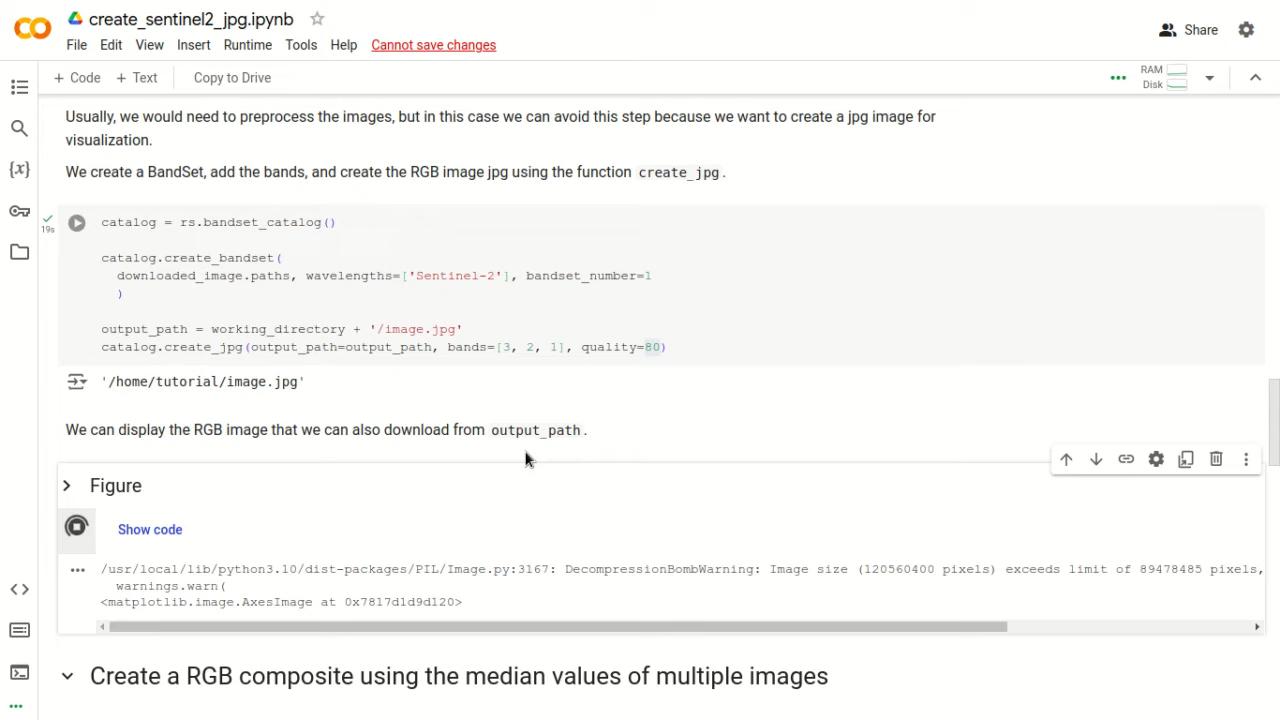 create_sentinel2_jpg.ipynb
Share
File Edit View Insert Runtime Tools Help Cannot save changes
+ Code + Text Copy to Drive
RAM
Disk
Usually, we would need to preprocess the images, but in this case we can avoid this step because we want to create a jpg image for
visualization.
We create a BandSet, add the bands, and create the RGB image jpg using the function create_jpg.
19s
catalog = rs.bandset_catalog()
catalog.create_bandset(
downloaded_image.paths, wavelengths=['Sentinel-2'], bandset_number=1
)
output_path = working_directory + '/image.jpg'
catalog.create_jpg(output_path=output_path, bands=[3, 2, 1], quality=80)
'/home/tutorial/image.jpg'
We can display the RGB image that we can also download from output_path.
Figure
Show code
/usr/local/lib/python3.10/dist-packages/PIL/Image.py:3167: DecompressionBombWarning: Image size (120560400 pixels) exceeds limit of 89478485 pixels,
warnings.warn(
<matplotlib.image.AxesImage at 0x7817d1d9d120>
Create a RGB composite using the median values of multiple images